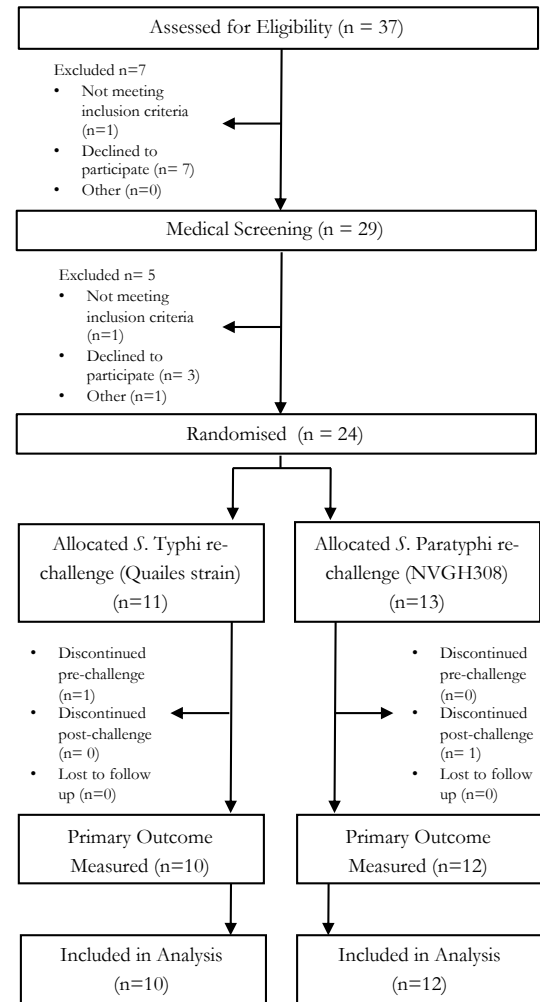 Assessed for Eligibility (n = 37)
Excluded n=7
• Not meeting
inclusion criteria
(n=1)
• Declined to
participate (n= 7)
• Other (n=0)
Medical Screening (n = 29)
Excluded n= 5
• Not meeting
inclusion criteria
(n=1)
• Declined to
participate (n= 3)
• Other (n=1)
Randomised (n = 24)
Allocated S. Typhi re-
challenge (Quailes strain)
(n=11)
Allocated S. Paratyphi re-
challenge (NVGH308)
(n=13)
• Discontinued
pre-challenge
(n=1)
• Discontinued
post-challenge
(n= 0)
• Lost to follow
up (n=0)
• Discontinued
pre-challenge
(n=0)
• Discontinued
post-challenge
(n= 1)
• Lost to follow
up (n=0)
Primary Outcome
Measured (n=10)
Primary Outcome
Measured (n=12)
Included in Analysis
(n=10)
Included in Analysis
(n=12)